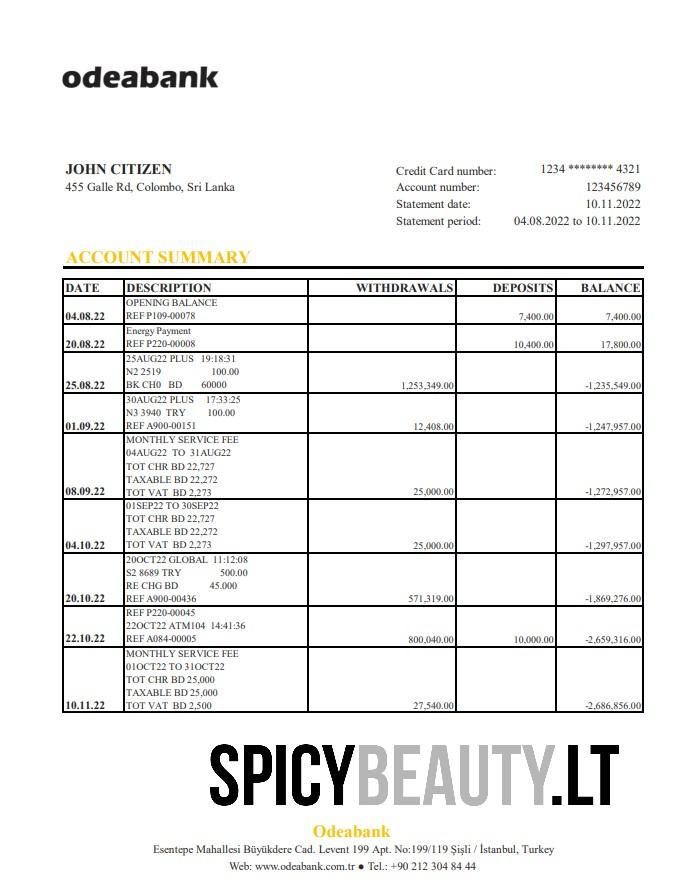 odeabank
JOHN CITIZEN
455 Galle Rd, Colombo, Sri Lanka
Credit Card number: 1234 ******** 4321
Account number: 123456789
Statement date: 10.11.2022
Statement period: 04.08.2022 to 10.11.2022
ACCOUNT SUMMARY
DATE DESCRIPTION WITHDRAWALS DEPOSITS BALANCE
OPENING BALANCE
04.08.22 REF P109-00078 7,400.00 7,400.00
Energy Payment
20.08.22 REF P220-00008 10,400.00 17,800.00
25AUG22 PLUS 19:18:31
N2 2519 100.00
25.08.22 BK CH0 BD 60000 1,253,349.00 -1,235,549.00
30AUG22 PLUS 17:33:25
N3 3940 TRY 100.00
01.09.22 REF A900-00151 12,408.00 -1,247,957.00
MONTHLY SERVICE FEE
04AUG22 TO 31AUG22
TOT CHR BD 22,727
TAXABLE BD 22,272
08.09.22 TOT VAT BD 2,273 25,000.00 -1,272,957.00
01SEP22 TO 30SEP22
TOT CHR BD 22,727
TAXABLE BD 22,272
04.10.22 TOT VAT BD 2,273 25,000.00 -1,297,957.00
20OCT22 GLOBAL 11:12:08
S2 8689 TRY 500.00
RE CHG BD 45.000
20.10.22 REF A900-00436 571,319.00 -1,869,276.00
REF P220-00045
22OCT22 ATM104 14:41:36
22.10.22 REF A084-00005 800,040.00 10,000.00 -2,659,316.00
MONTHLY SERVICE FEE
01OCT22 TO 31OCT22
TOT CHR BD 25,000
TAXABLE BD 25,000
10.11.22 TOT VAT BD 2,500 27,540.00 -2,686,856.00
SPICYBEAUTY.LT
Odeabank
Esentepe Mahallesi Büyükdere Cad. Levent 199 Apt. No:199/119 Şişli / İstanbul, Turkey
Web: www.odeabank.com.tr ● Tel.: +90 212 304 84 44